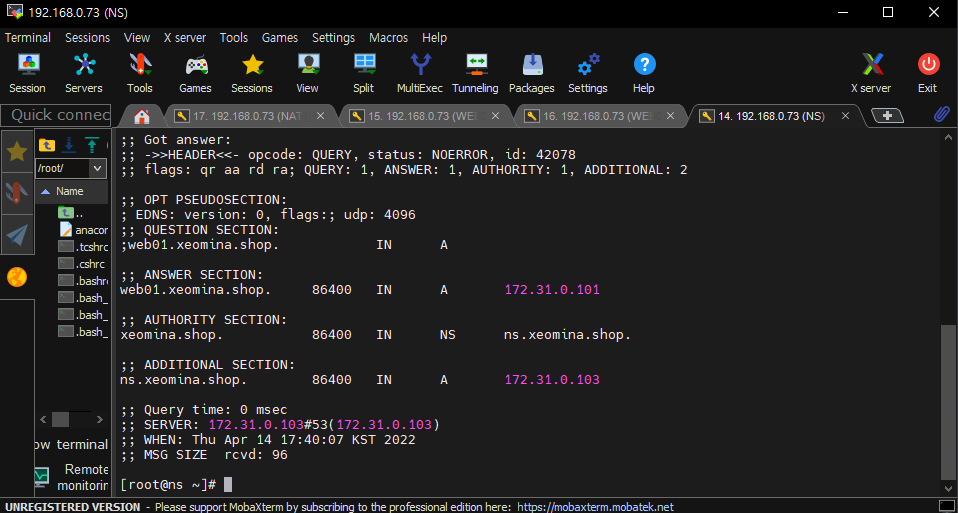 192.168.0.73 (NS)
Terminal Sessions View X server Tools Games Settings Macros Help
Session Servers Tools Games Sessions View Split MultiExec Tunneling Packages Settings Help X server Exit
Quick connec
17. 192.168.0.73 (NAT
15. 192.168.0.73 (WEB
16. 192.168.0.73 (WEB
14. 192.168.0.73 (NS)
/root/
Name
..
anacon
.tcshrc
.cshrc
.bashrc
.bash_
.bash_
.bash_
ow terminal
Remote
monitorin
;; Got answer:
;; ->>HEADER<<- opcode: QUERY, status: NOERROR, id: 42078
;; flags: qr aa rd ra; QUERY: 1, ANSWER: 1, AUTHORITY: 1, ADDITIONAL: 2
;; OPT PSEUDOSECTION:
; EDNS: version: 0, flags:; udp: 4096
;; QUESTION SECTION:
;web01.xeomina.shop. IN A
;; ANSWER SECTION:
web01.xeomina.shop. 86400 IN A 172.31.0.101
;; AUTHORITY SECTION:
xeomina.shop. 86400 IN NS ns.xeomina.shop.
;; ADDITIONAL SECTION:
ns.xeomina.shop. 86400 IN A 172.31.0.103
;; Query time: 0 msec
;; SERVER: 172.31.0.103#53(172.31.0.103)
;; WHEN: Thu Apr 14 17:40:07 KST 2022
;; MSG SIZE rcvd: 96
[root@ns ~]#
UNREGISTERED VERSION - Please support MobaXterm by subscribing to the professional edition here: https://mobaxterm.mobatek.net